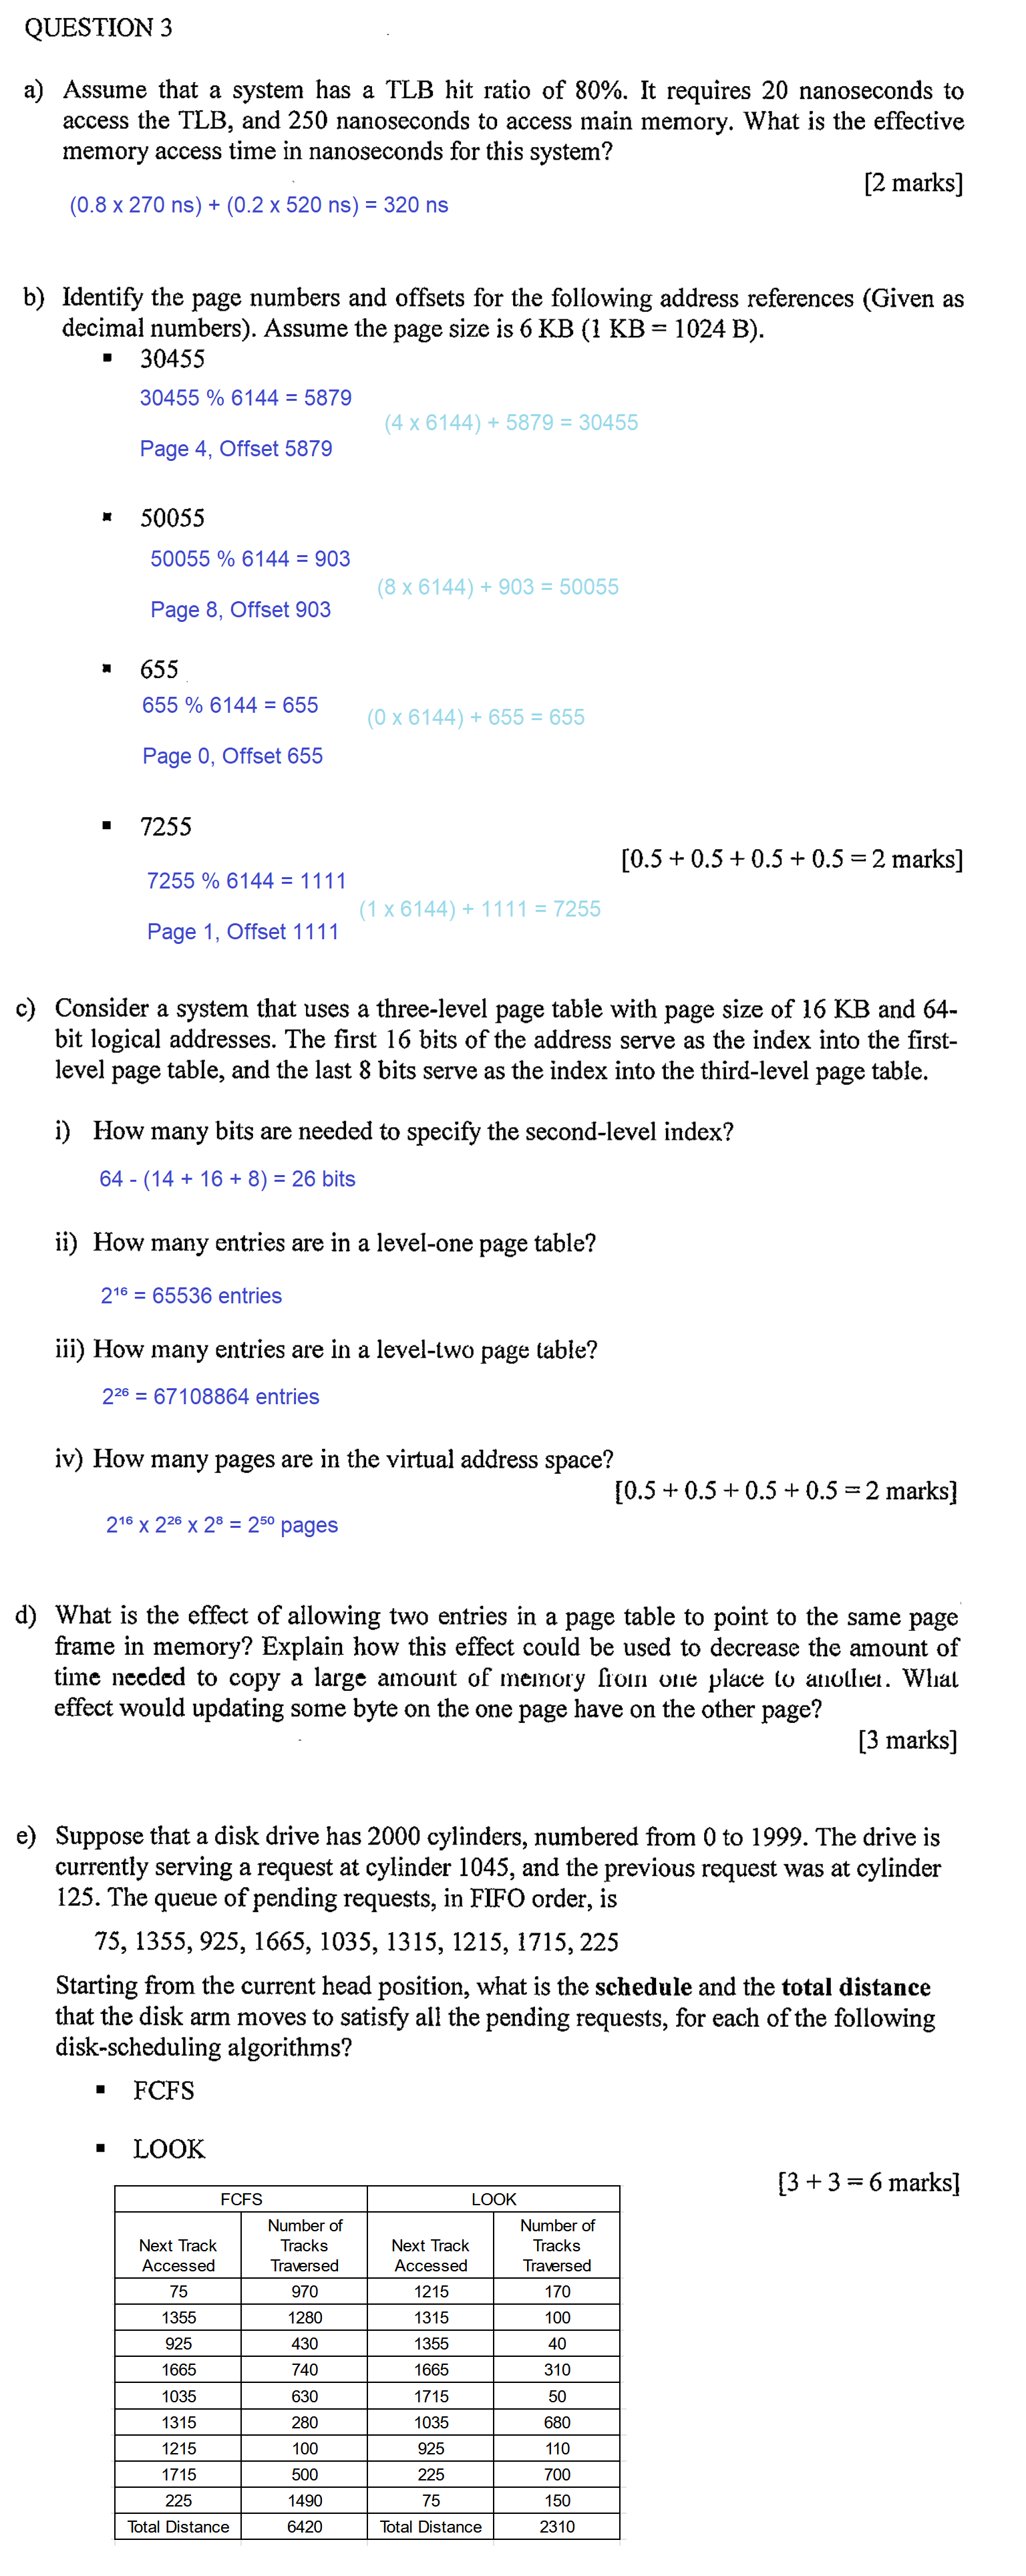 QUESTION 3
a) Assume that a system has a TLB hit ratio of 80%. It requires 20 nanoseconds to
access the TLB, and 250 nanoseconds to access main memory. What is the effective
memory access time in nanoseconds for this system?
[2 marks]
(0.8 x 270 ns) + (0.2 x 520 ns) = 320 ns
b) Identify the page numbers and offsets for the following address references (Given as
decimal numbers). Assume the page size is 6 KB (1 KB = 1024 B).
▪ 30455
30455 % 6144 = 5879
(4 x 6144) + 5879 = 30455
Page 4, Offset 5879
▪ 50055
50055 % 6144 = 903
(8 x 6144) + 903 = 50055
Page 8, Offset 903
▪ 655
655 % 6144 = 655
(0 x 6144) + 655 = 655
Page 0, Offset 655
▪ 7255
[0.5 + 0.5 + 0.5 + 0.5 = 2 marks]
7255 % 6144 = 1111
(1 x 6144) + 1111 = 7255
Page 1, Offset 1111
c) Consider a system that uses a three-level page table with page size of 16 KB and 64-
bit logical addresses. The first 16 bits of the address serve as the index into the first-
level page table, and the last 8 bits serve as the index into the third-level page table.
i) How many bits are needed to specify the second-level index?
64 - (14 + 16 + 8) = 26 bits
ii) How many entries are in a level-one page table?
2¹⁶ = 65536 entries
iii) How many entries are in a level-two page table?
2²⁶ = 67108864 entries
iv) How many pages are in the virtual address space?
[0.5 + 0.5 + 0.5 + 0.5 = 2 marks]
2¹⁶ x 2²⁶ x 2⁸ = 2⁵⁰ pages
d) What is the effect of allowing two entries in a page table to point to the same page
frame in memory? Explain how this effect could be used to decrease the amount of
time needed to copy a large amount of memory from one place to another. What
effect would updating some byte on the one page have on the other page?
[3 marks]
e) Suppose that a disk drive has 2000 cylinders, numbered from 0 to 1999. The drive is
currently serving a request at cylinder 1045, and the previous request was at cylinder
125. The queue of pending requests, in FIFO order, is
75, 1355, 925, 1665, 1035, 1315, 1215, 1715, 225
Starting from the current head position, what is the schedule and the total distance
that the disk arm moves to satisfy all the pending requests, for each of the following
disk-scheduling algorithms?
▪ FCFS
▪ LOOK
[3 + 3 = 6 marks]
FCFS LOOK
Next Track Accessed Number of Tracks Traversed Next Track Accessed Number of Tracks Traversed
75 970 1215 170
1355 1280 1315 100
925 430 1355 40
1665 740 1665 310
1035 630 1715 50
1315 280 1035 680
1215 100 925 110
1715 500 225 700
225 1490 75 150
Total Distance 6420 Total Distance 2310